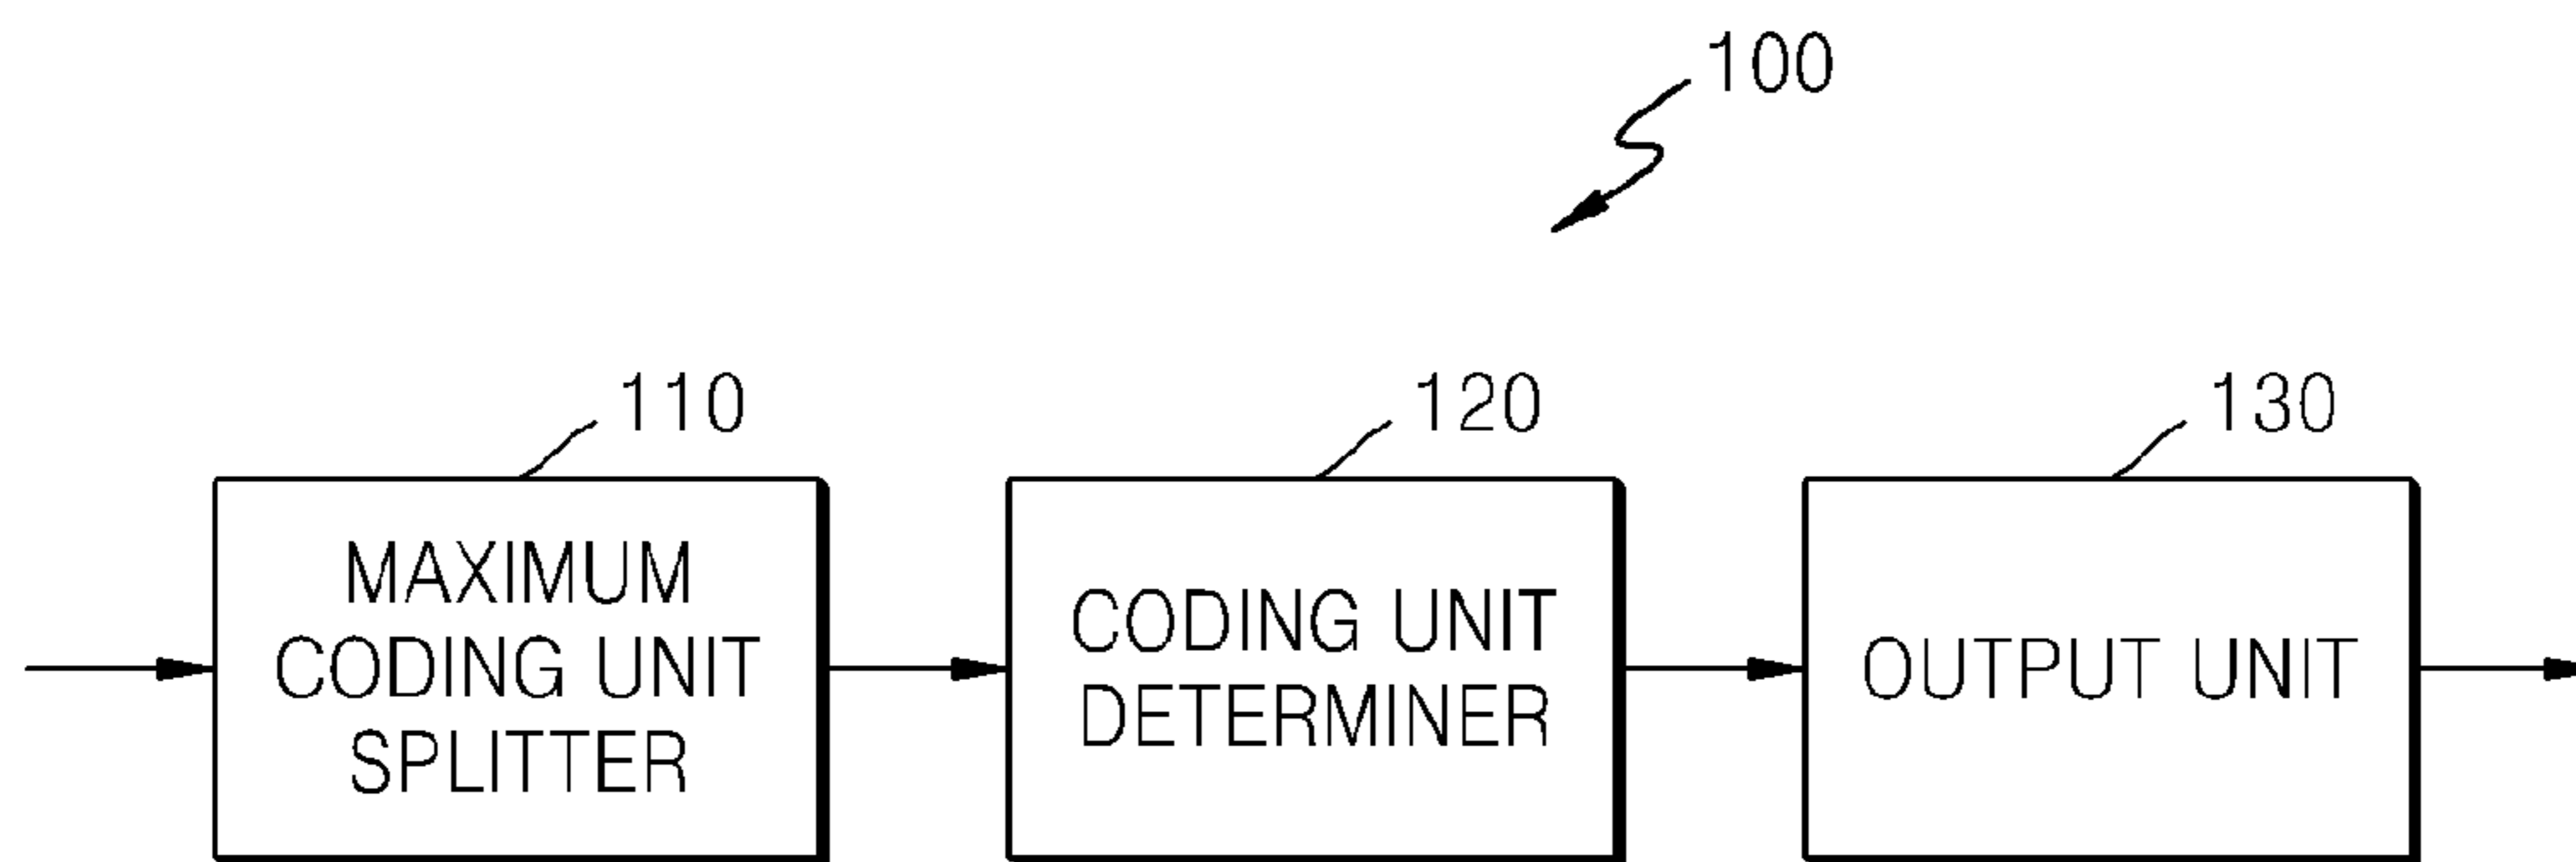 100
110
120
130
MAXIMUM
CODING UNIT
SPLITTER
CODING UNIT
DETERMINER
OUTPUT UNIT